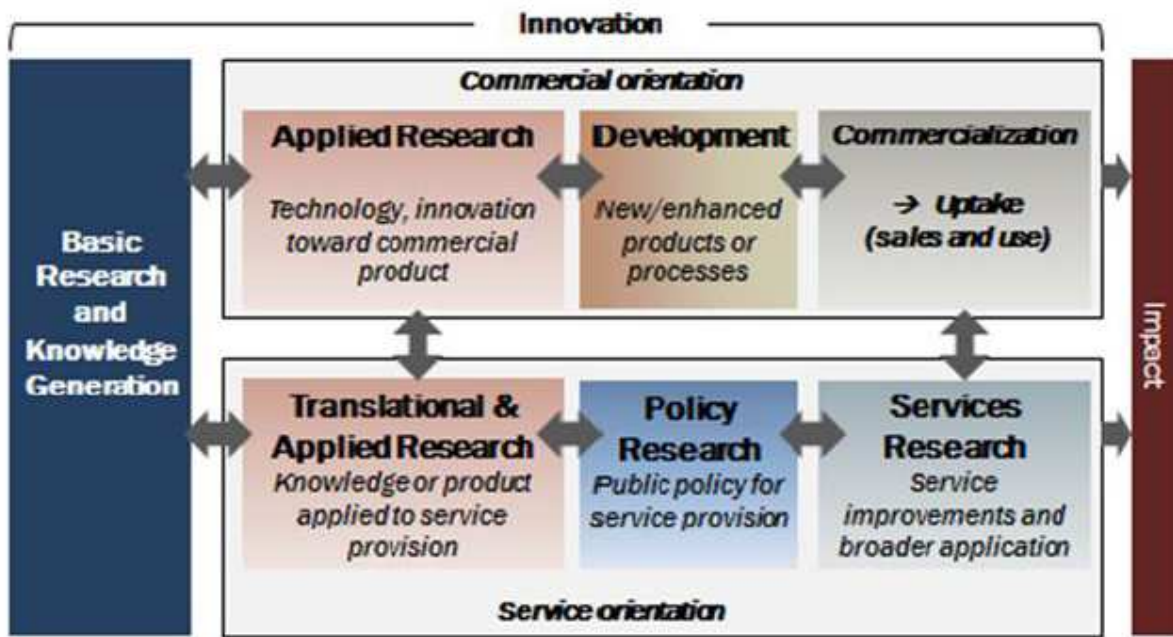 Innovation
Commercial orientation
Basic
Research
and
Knowledge
Generation
Applied Research
Technology, innovation
toward commercial
product
Development
New/enhanced
products or
processes
Commercialization
→ Uptake
(sales and use)
Translational &
Applied Research
Knowledge or product
applied to service
provision
Policy
Research
Public policy for
service provision
Services
Research
Service
improvements and
broader application
Service orientation
Impact